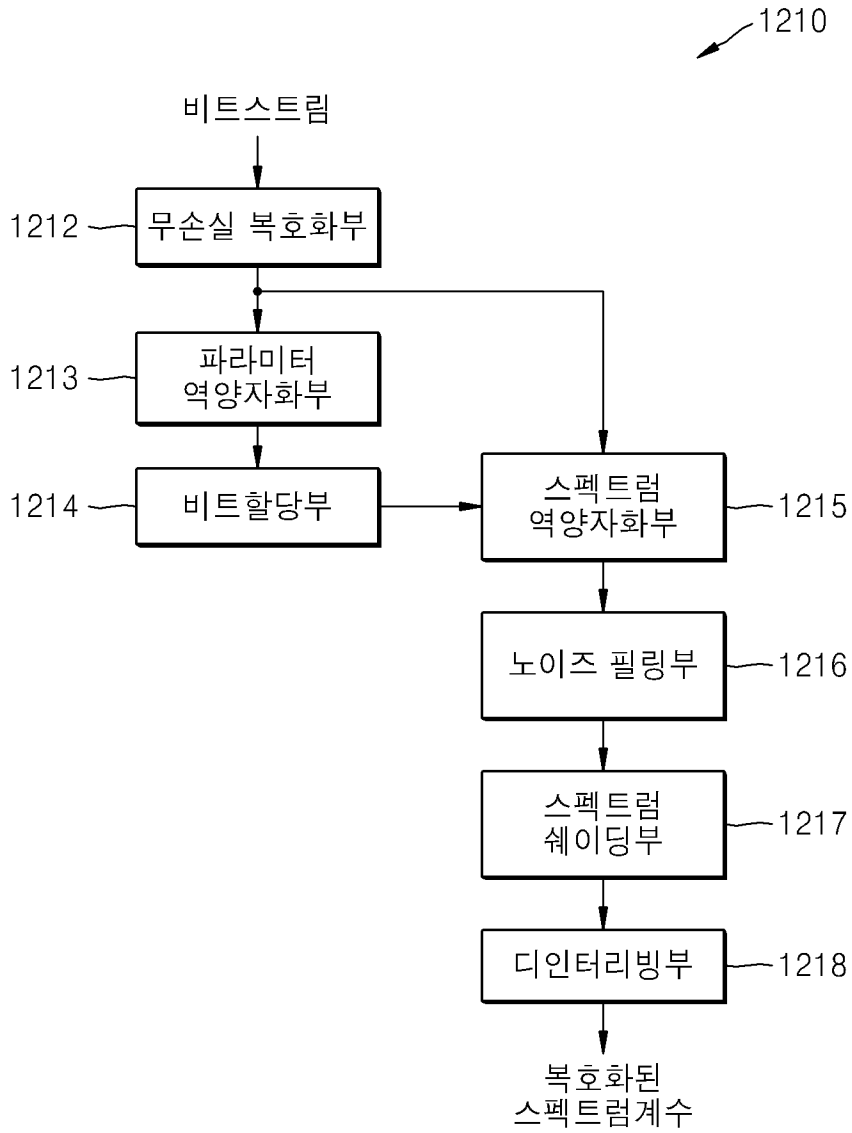 1210
비트스트림
1212
무손실 복호화부
1213
파라미터
역양자화부
1214
비트할당부
스펙트럼
역양자화부
1215
노이즈 필링부
1216
스펙트럼
쉐이딩부
1217
디인터리빙부
1218
복호화된
스펙트럼계수